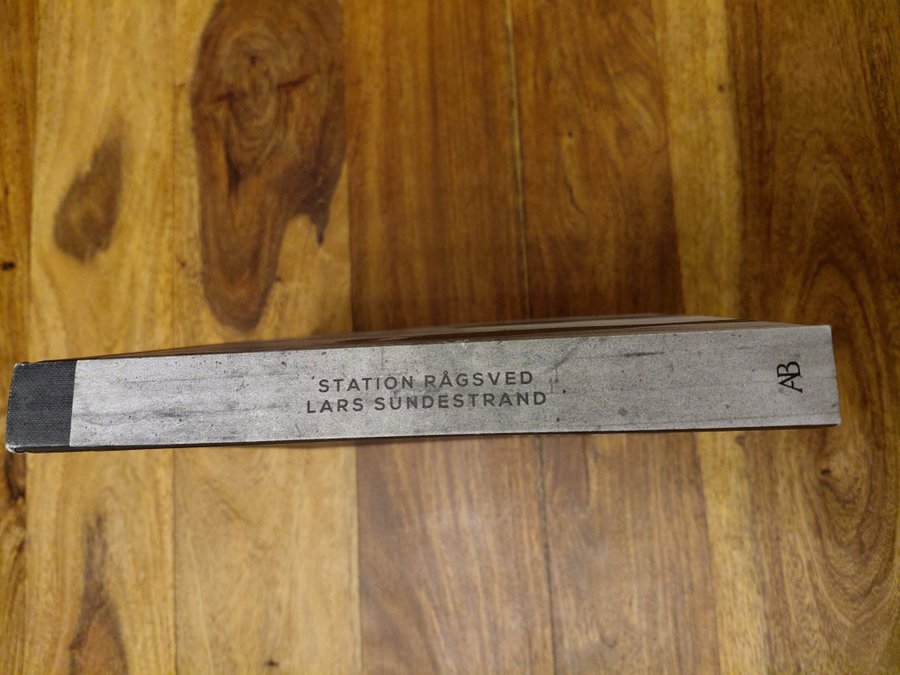 STATION RÅGSVED
LARS SUNDESTRAND
AB